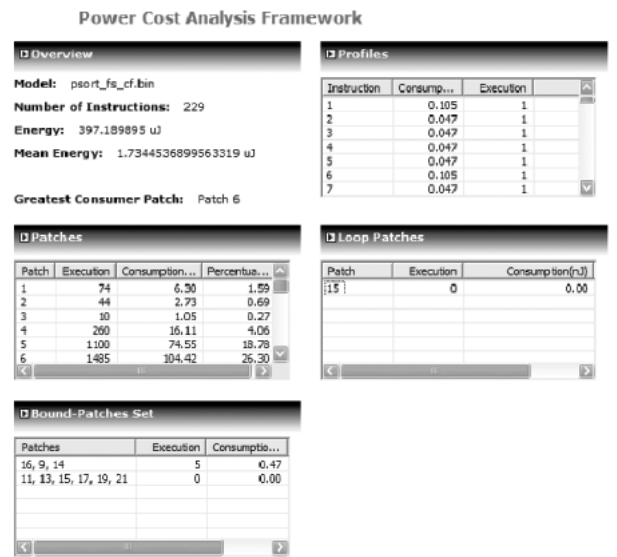 Power Cost Analysis Framework
Overview
Model: psort_fs_cf.bin
Number of Instructions: 229
Energy: 397.189895 uJ
Mean Energy: 1.7344536899563319 uJ
Greatest Consumer Patch: Patch 6
Profiles
Instruction Consump... Execution
1 0.105 1
2 0.047 1
3 0.047 1
4 0.047 1
5 0.047 1
6 0.105 1
7 0.047 1
Patches
Patch Execution Consumption... Percentua...
1 74 6.30 1.59
2 44 2.73 0.69
3 10 1.05 0.27
4 260 16.11 4.06
5 1100 74.55 18.78
6 1485 104.42 26.30
Loop Patches
Patch Execution Consumption(nJ)
15 0 0.00
Bound-Patches Set
Patches Execution Consumptio...
16, 9, 14 5 0.47
11, 13, 15, 17, 19, 21 0 0.00